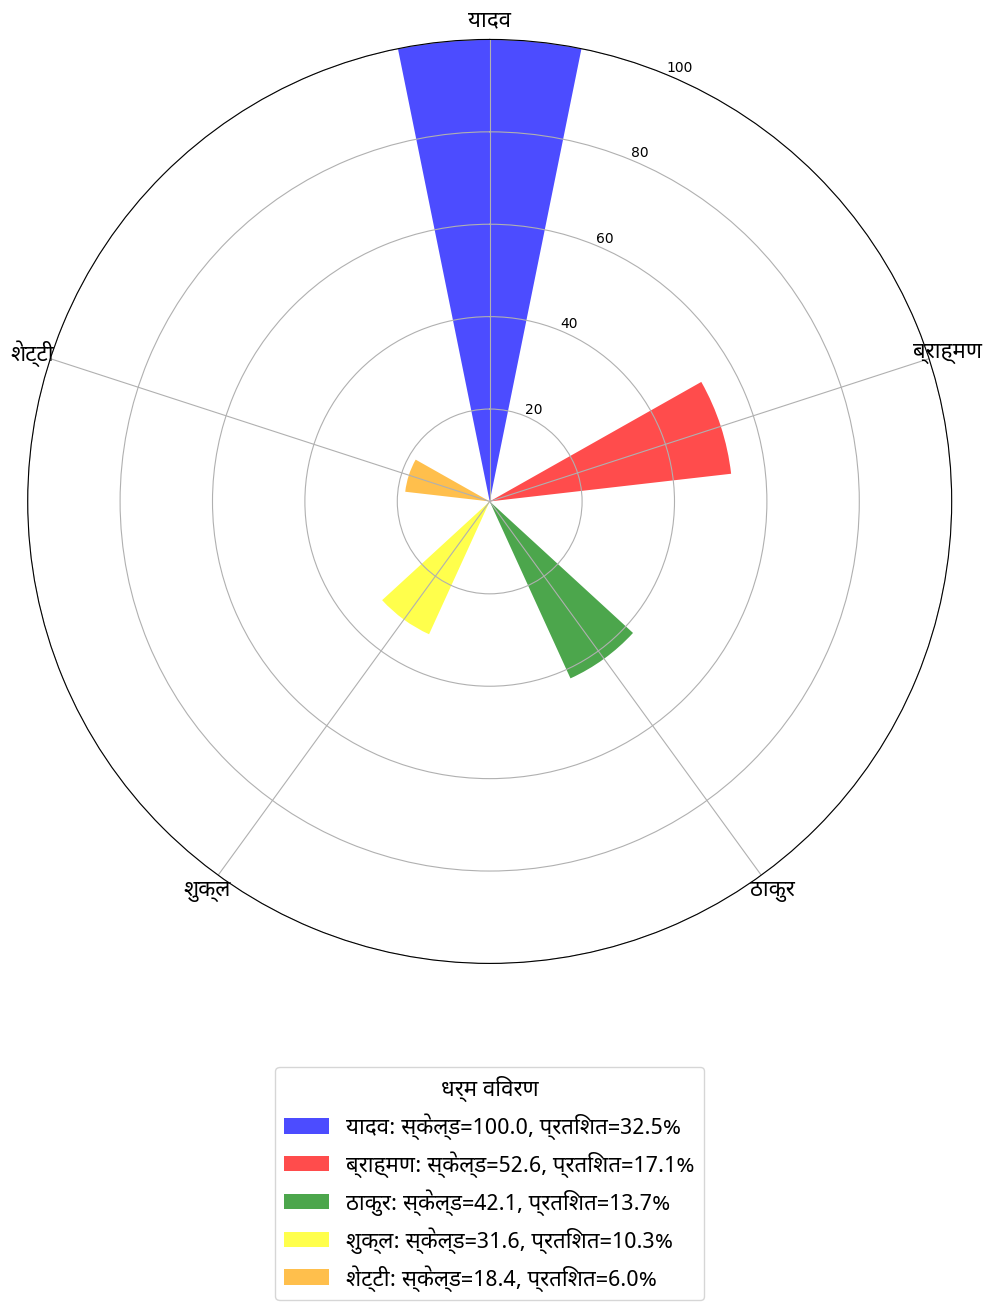 यादव
100
80
60
40
20
शेट्टी
ब्राह्मण
शुक्ल
ठाकुर
धर्म विवरण
यादव: स्केल्ड=100.0, प्रतिशत=32.5%
ब्राह्मण: स्केल्ड=52.6, प्रतिशत=17.1%
ठाकुर: स्केल्ड=42.1, प्रतिशत=13.7%
शुक्ल: स्केल्ड=31.6, प्रतिशत=10.3%
शेट्टी: स्केल्ड=18.4, प्रतिशत=6.0%